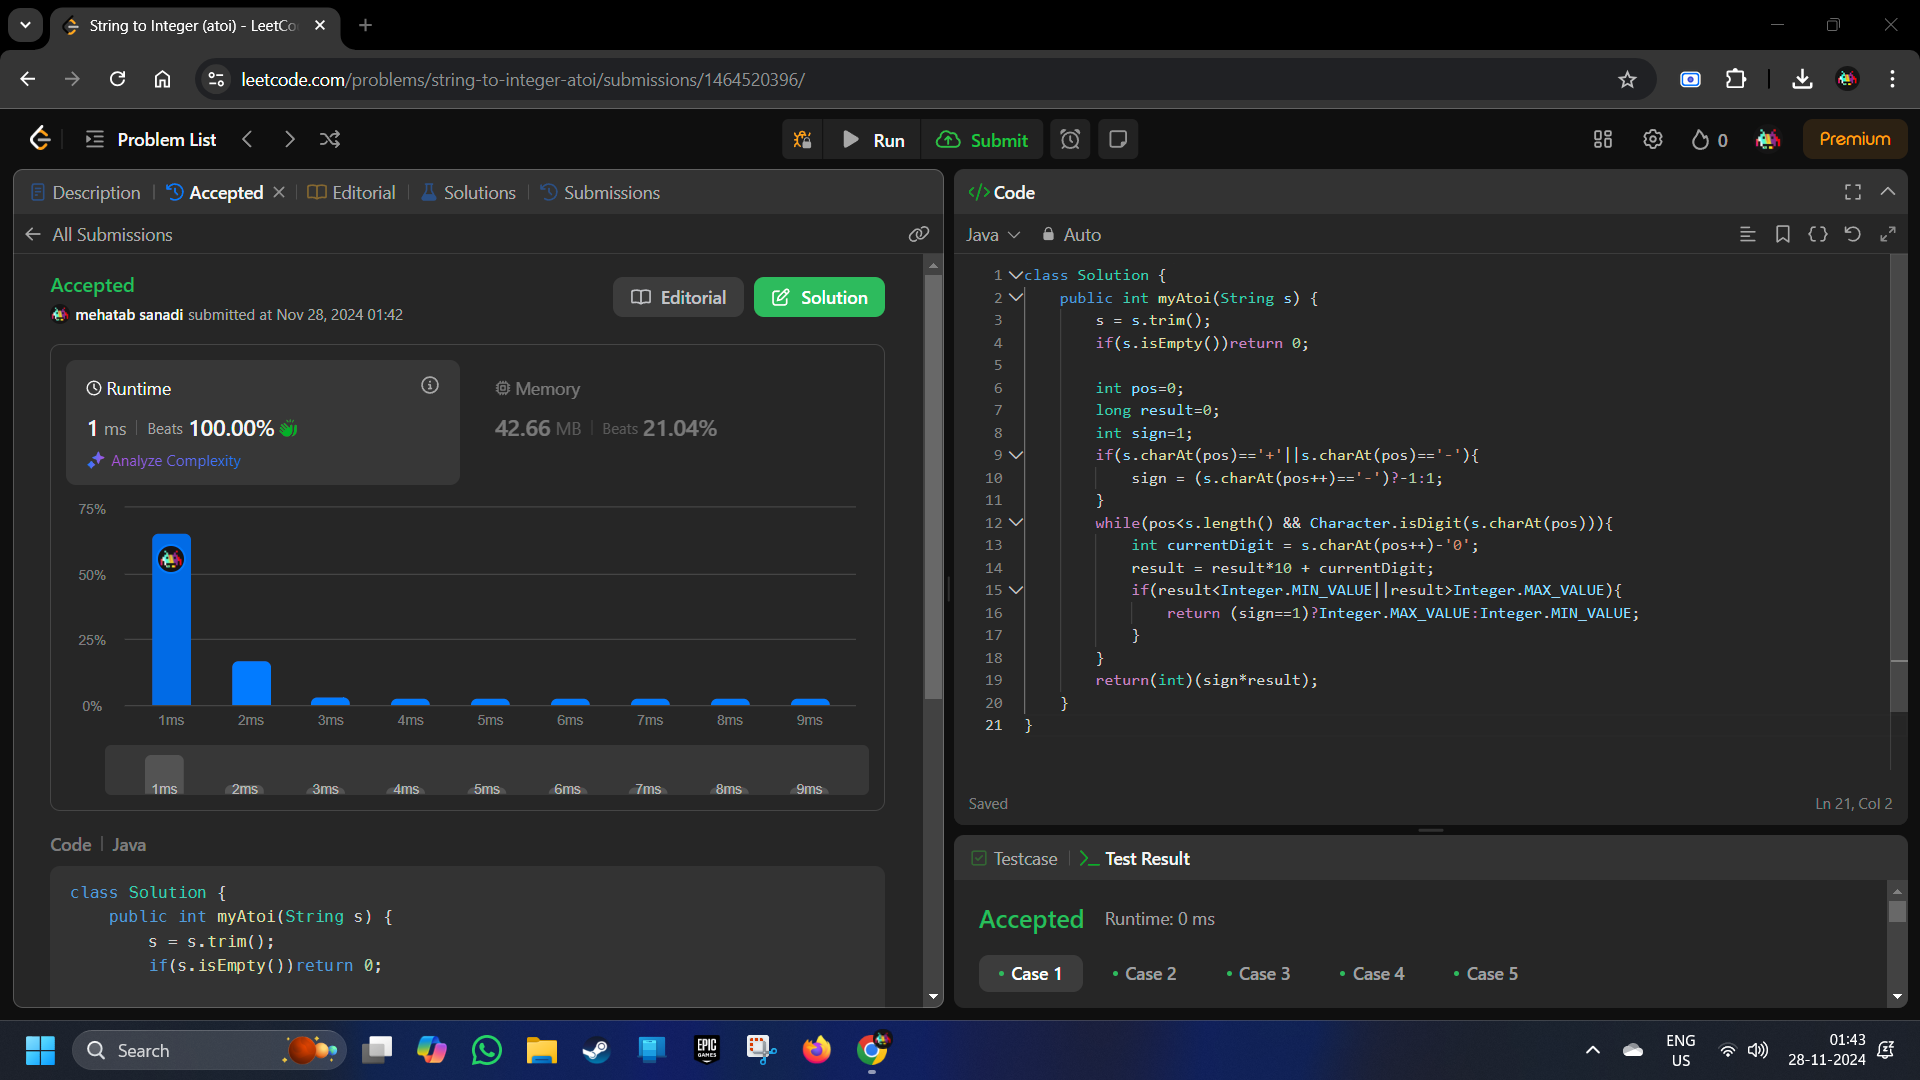 String to Integer (atoi) - LeetCo
leetcode.com/problems/string-to-integer-atoi/submissions/1464520396/
Problem List
Run
Submit
0
Premium
Description
Accepted
Editorial
Solutions
Submissions
All Submissions
Accepted
mehatab sanadi submitted at Nov 28, 2024 01:42
Editorial
Solution
Runtime
1 ms | Beats 100.00%
Analyze Complexity
Memory
42.66 MB | Beats 21.04%
75%
50%
25%
0%
1ms 2ms 3ms 4ms 5ms 6ms 7ms 8ms 9ms
1ms 2ms 3ms 4ms 5ms 6ms 7ms 8ms 9ms
Code | Java
class Solution {
    public int myAtoi(String s) {
        s = s.trim();
        if(s.isEmpty())return 0;
Code
Java
Auto
1 class Solution {
2     public int myAtoi(String s) {
3         s = s.trim();
4         if(s.isEmpty())return 0;
5
6         int pos=0;
7         long result=0;
8         int sign=1;
9         if(s.charAt(pos)=='+'||s.charAt(pos)=='-'){
10             sign = (s.charAt(pos++)=='-')?-1:1;
11         }
12         while(pos<s.length() && Character.isDigit(s.charAt(pos))){
13             int currentDigit = s.charAt(pos++)-'0';
14             result = result*10 + currentDigit;
15             if(result<Integer.MIN_VALUE||result>Integer.MAX_VALUE){
16                 return (sign==1)?Integer.MAX_VALUE:Integer.MIN_VALUE;
17             }
18         }
19         return(int)(sign*result);
20     }
21 }
Saved
Ln 21, Col 2
Testcase
Test Result
Accepted
Runtime: 0 ms
Case 1
Case 2
Case 3
Case 4
Case 5
Search
EPIC GAMES
ENG
US
01:43
28-11-2024